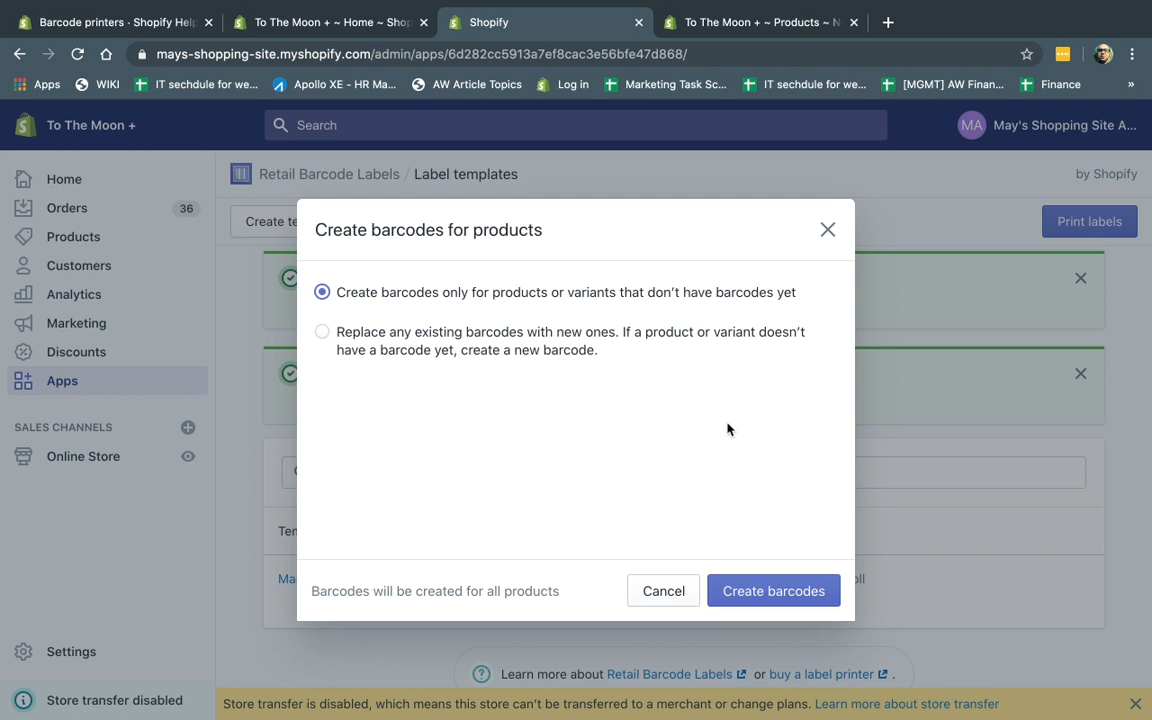 Barcode printers · Shopify Hel
To The Moon + ~ Home ~ Shop
Shopify
To The Moon + ~ Products ~ N
mays-shopping-site.myshopify.com/admin/apps/6d282cc5913a7ef8cac3e56bfe47d868/
Apps
WIKI
IT sechdule for we...
Apollo XE - HR Ma...
AW Article Topics
Log in
Marketing Task Sc...
IT sechdule for we...
[MGMT] AW Finan...
Finance
»
To The Moon +
Search
MA
May's Shopping Site A...
Home
Orders
36
Products
Customers
Analytics
Marketing
Discounts
Apps
SALES CHANNELS
Online Store
Settings
Store transfer disabled
Retail Barcode Labels / Label templates
by Shopify
Create te
Print labels
Create barcodes for products
Create barcodes only for products or variants that don't have barcodes yet
Replace any existing barcodes with new ones. If a product or variant doesn't
have a barcode yet, create a new barcode.
Barcodes will be created for all products
Cancel
Create barcodes
Learn more about Retail Barcode Labels or buy a label printer .
Store transfer is disabled, which means this store can't be transferred to a merchant or change plans. Learn more about store transfer